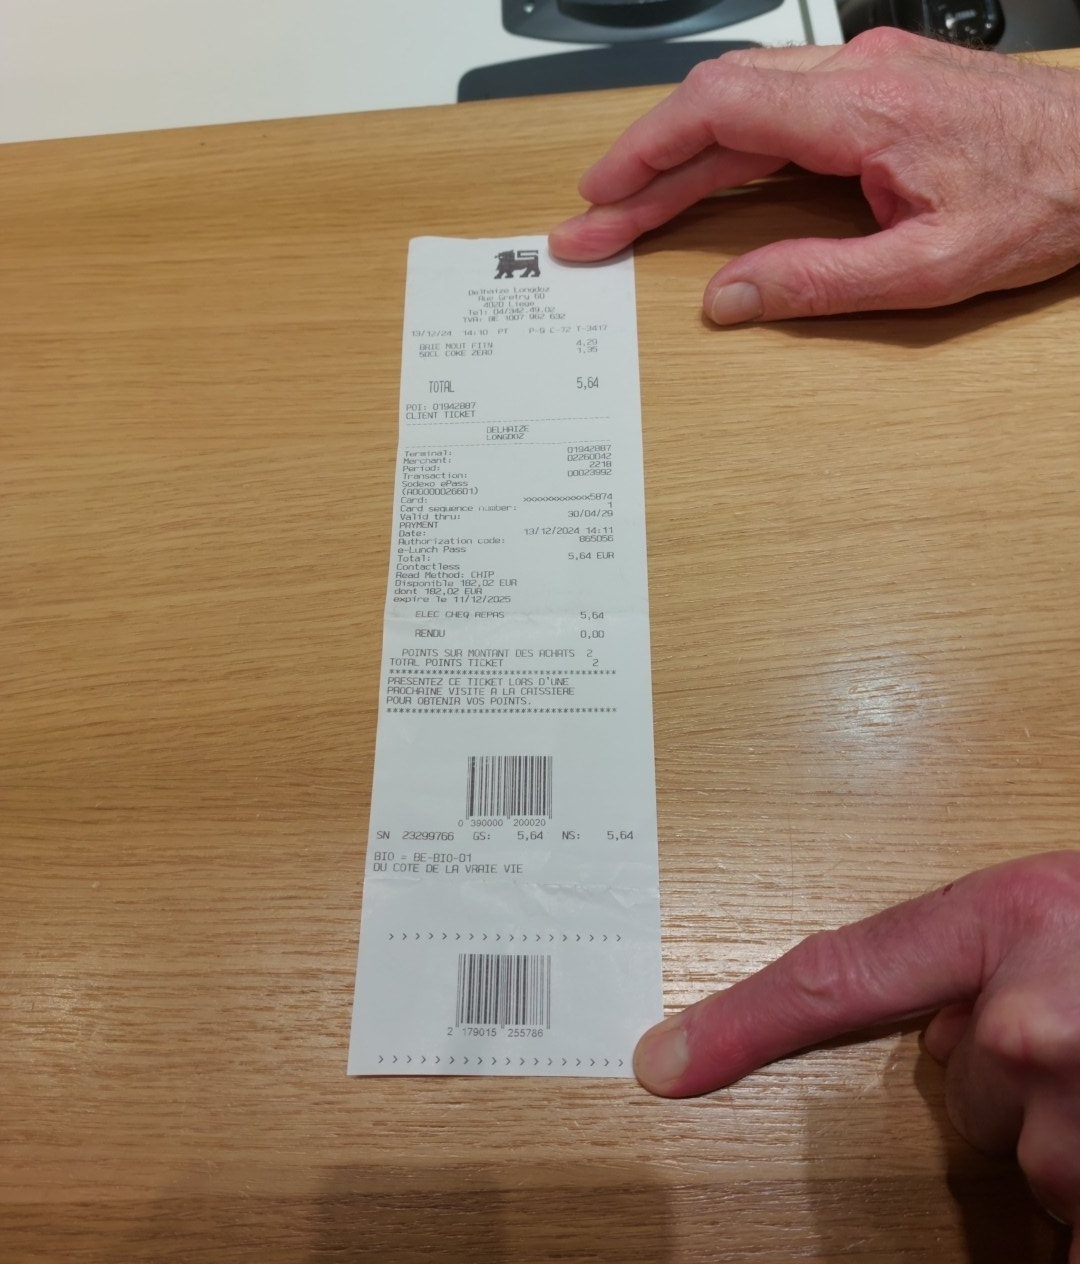 Delhaize Longdoz
Rue Gretry 60
4020 Liege
Tel: 04/342.49.02
TVA: BE 1007 962 632
13/12/24 14:10 PT P-9 C-72 T-3417
BRIE MOUT FIIN 4,29
50CL COKE ZERO 1,35
TOTAL 5,64
POI: 01942887
CLIENT TICKET
DELHAIZE
LONGDOZ
Terminal: 01942887
Merchant: 02260042
Period: 2218
Transaction: 00023992
Sodexo ePass
(A0G000026601)
Card: xxxxxxxxxxxx5874
Card sequence number: 1
Valid thru: 30/04/29
PAYMENT
Date: 13/12/2024 14:11
Authorization code: 865056
e-Lunch Pass
Total: 5,64 EUR
Contactless
Read Method: CHIP
Disponible 182,02 EUR
dont 182,02 EUR
expire le 11/12/2025
ELEC CHEQ REPAS 5,64
RENDU 0,00
POINTS SUR MONTANT DES ACHATS 2
TOTAL POINTS TICKET 2
PRESENTEZ CE TICKET LORS D'UNE
PROCHAINE VISITE A LA CAISSIERE
POUR OBTENIR VOS POINTS.
0 390000 200020
SN 23299766 GS: 5,64 NS: 5,64
BIO = BE-BIO-01
DU COTE DE LA VRAIE VIE
> > > > > > > > > > > > > > > > > >
2 179015 255786
> > > > > > > > > > > > > > > > > > >